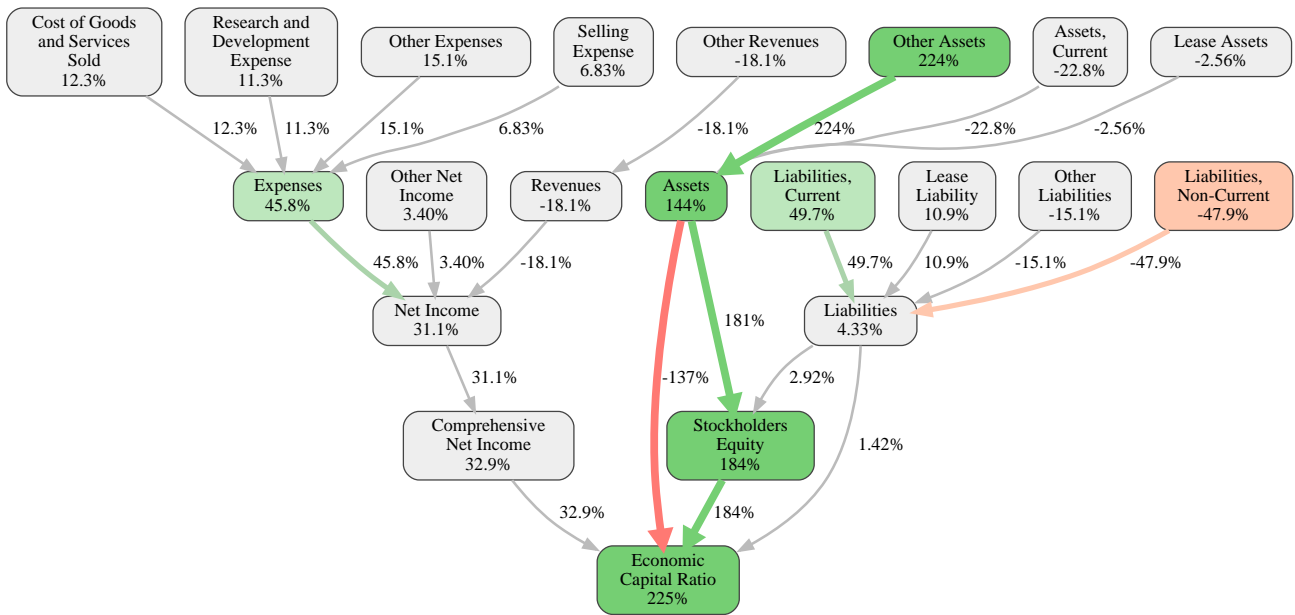 Cost of Goods
and Services
Sold
12.3%
Research and
Development
Expense
11.3%
Other Expenses
15.1%
Selling
Expense
6.83%
Other Revenues
-18.1%
Other Assets
224%
Assets,
Current
-22.8%
Lease Assets
-2.56%
12.3%
11.3%
15.1%
6.83%
-18.1%
224%
-22.8%
-2.56%
Expenses
45.8%
Other Net
Income
3.40%
Revenues
-18.1%
Assets
144%
Liabilities,
Current
49.7%
Lease
Liability
10.9%
Other
Liabilities
-15.1%
Liabilities,
Non-Current
-47.9%
45.8%
3.40%
-18.1%
49.7%
10.9%
-15.1%
-47.9%
Net Income
31.1%
181%
Liabilities
4.33%
31.1%
-137%
2.92%
Comprehensive
Net Income
32.9%
Stockholders
Equity
184%
1.42%
32.9%
184%
Economic
Capital Ratio
225%